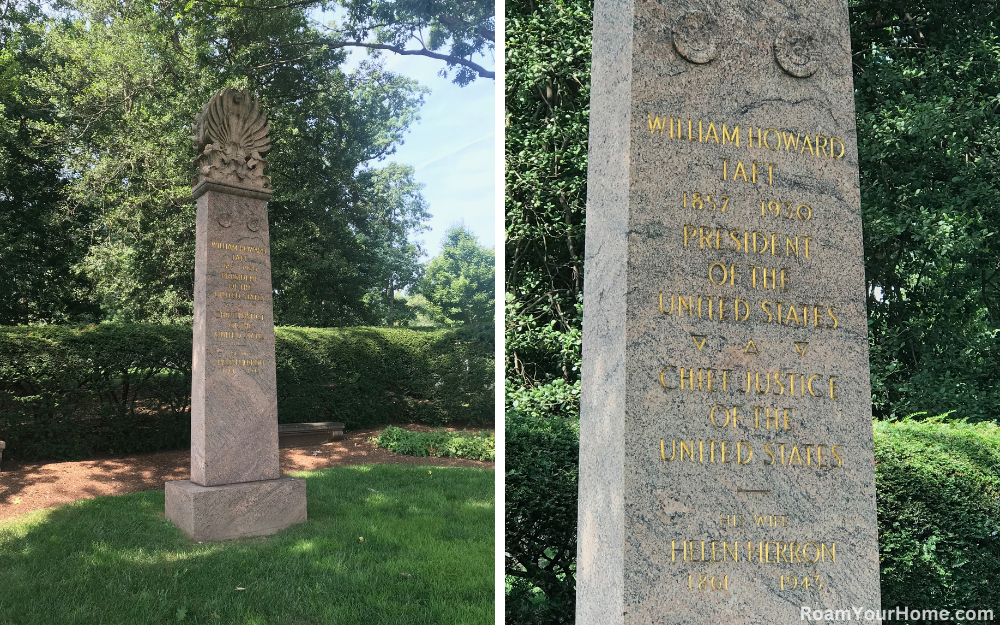 WILLIAM HOWARD
TAFT
1857 1930
PRESIDENT
OF THE
UNITED STATES
CHIEF JUSTICE
OF THE
UNITED STATES
HIS WIFE
HELEN HERRON
1861 1943
RoamYourHome.com